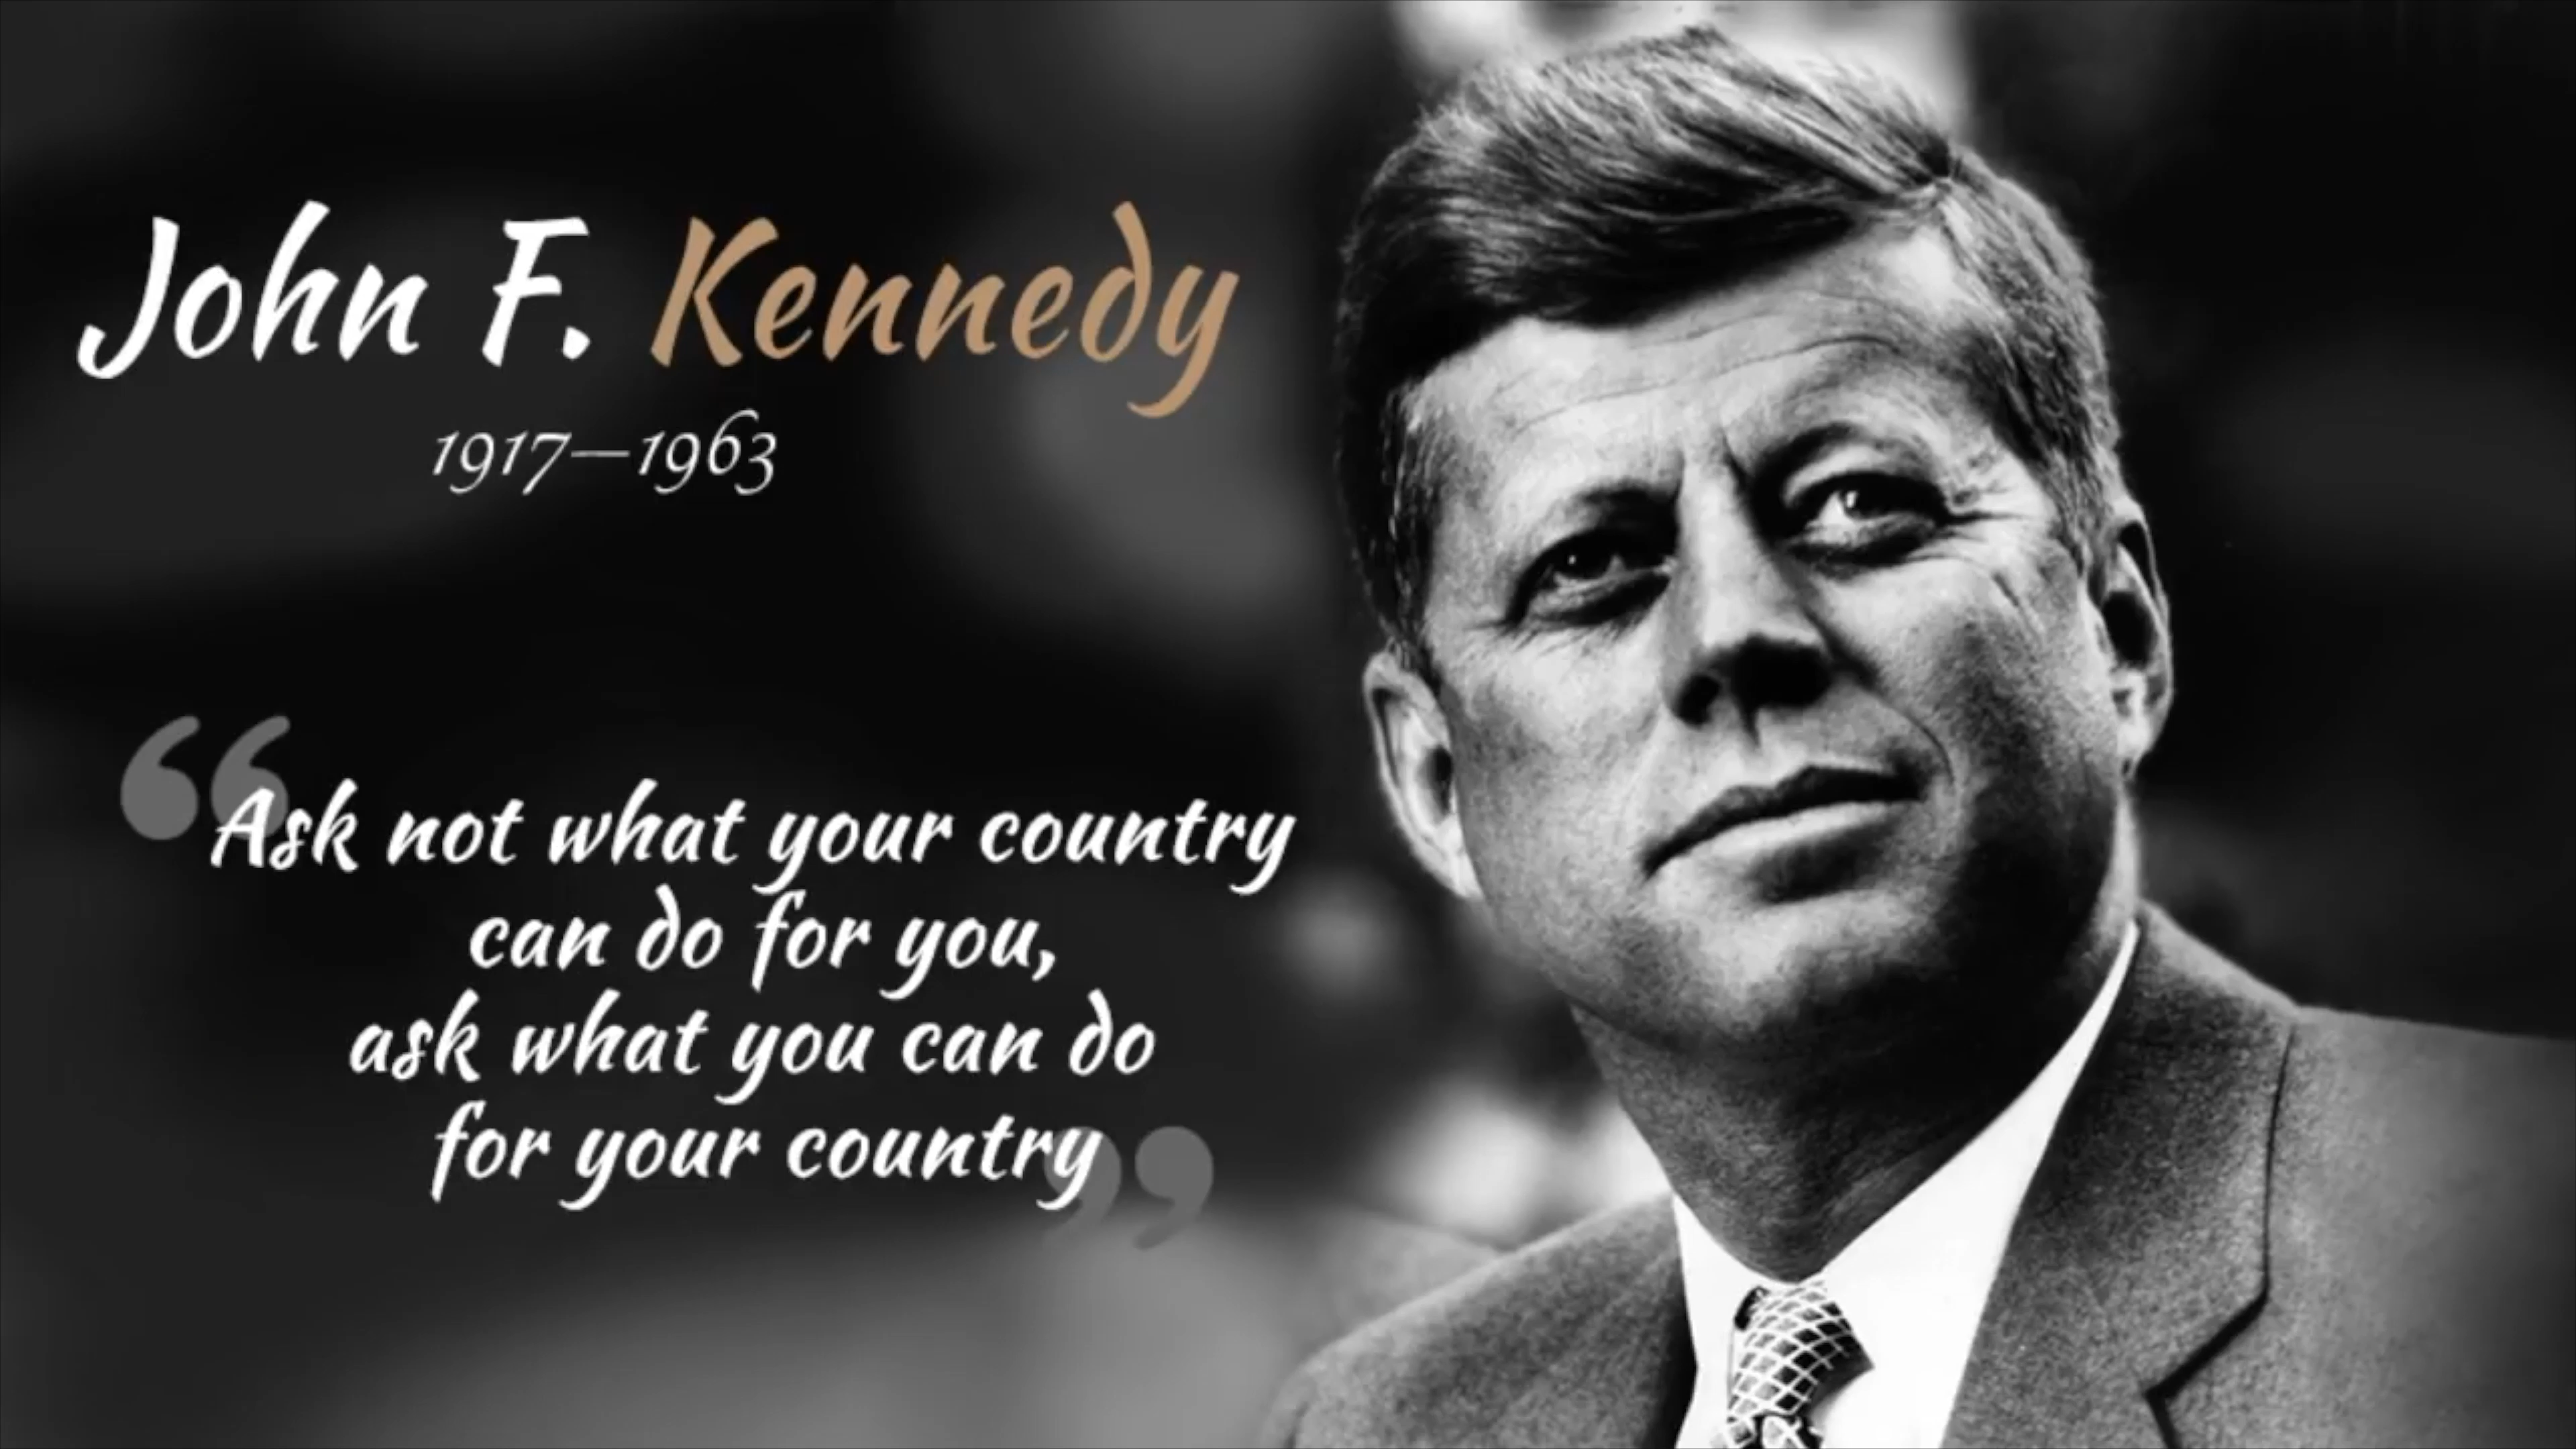 John F. Kennedy
1917—1963
“Ask not what your country
can do for you,
ask what you can do
for your country”